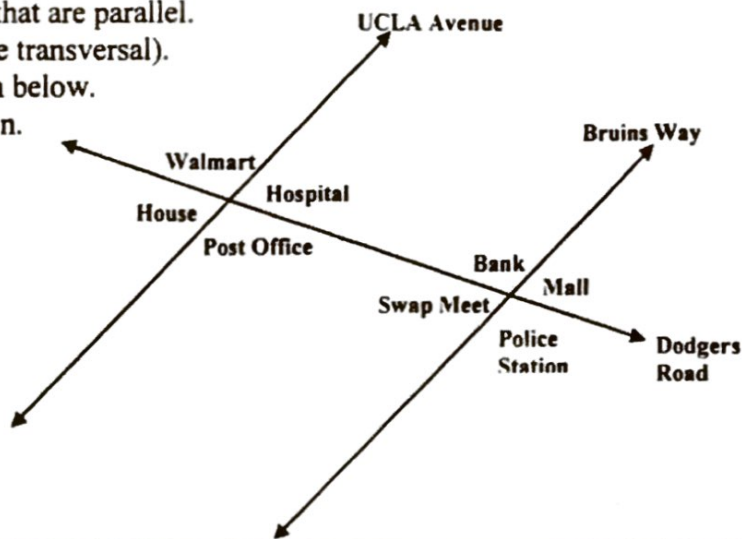 that are parallel.
transversal).
below.
UCLA Avenue
Bruins Way
Walmart
Hospital
House
Post Office
Bank
Mall
Swap Meet
Police
Station
Dodgers
Road